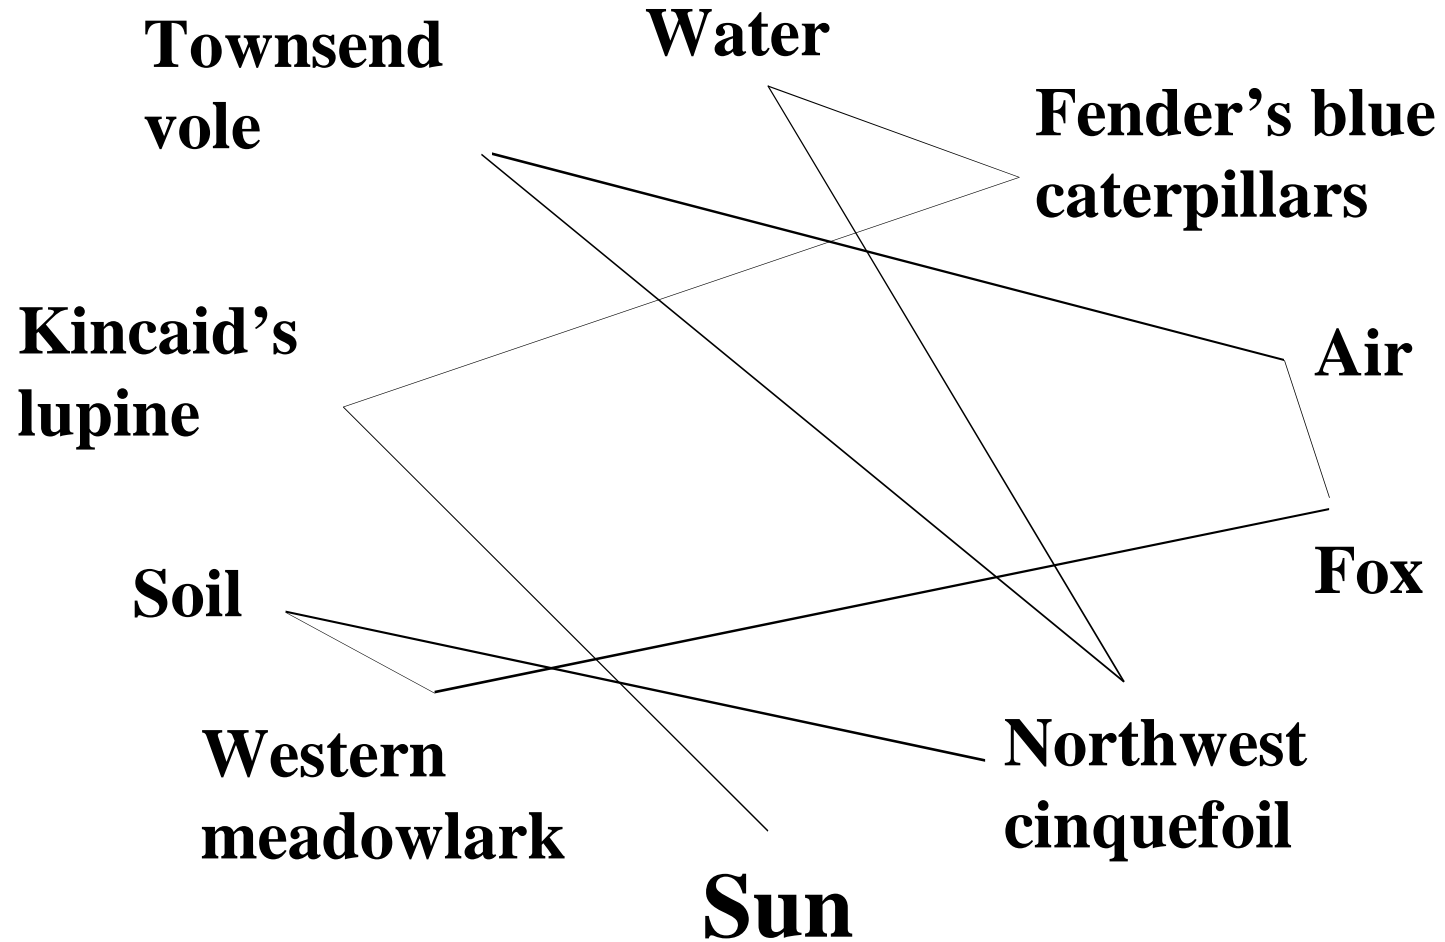 Townsend
vole
Water
Fender’s blue
caterpillars
Kincaid’s
lupine
Air
Soil
Fox
Western
meadowlark
Northwest
cinquefoil
Sun